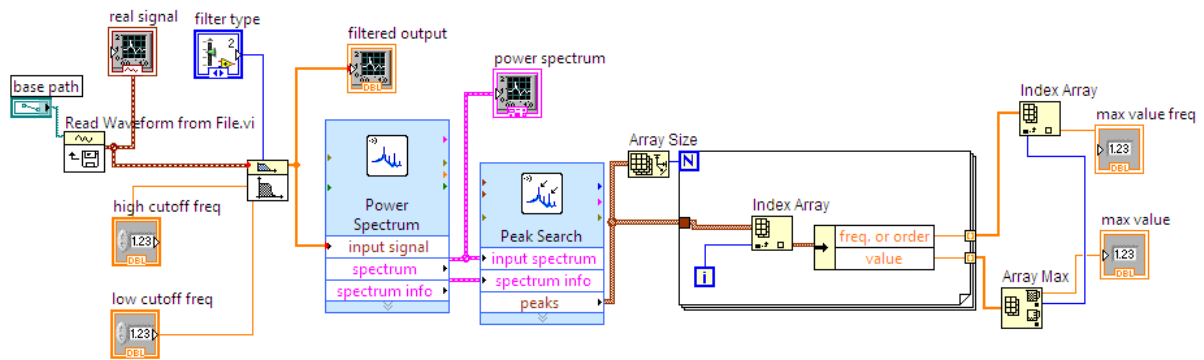 real signal
filter type
2
base path
Read Waveform from File.vi
high cutoff freq
1.23
DBL
low cutoff freq
1.23
DBL
filtered output
DBL
power spectrum
Power
Spectrum
input signal
spectrum
spectrum info
Peak Search
input spectrum
spectrum info
peaks
Array Size
N
Index Array
i
freq. or order
value
Index Array
max value freq
1.23
DBL
max value
1.23
DBL
Array Max